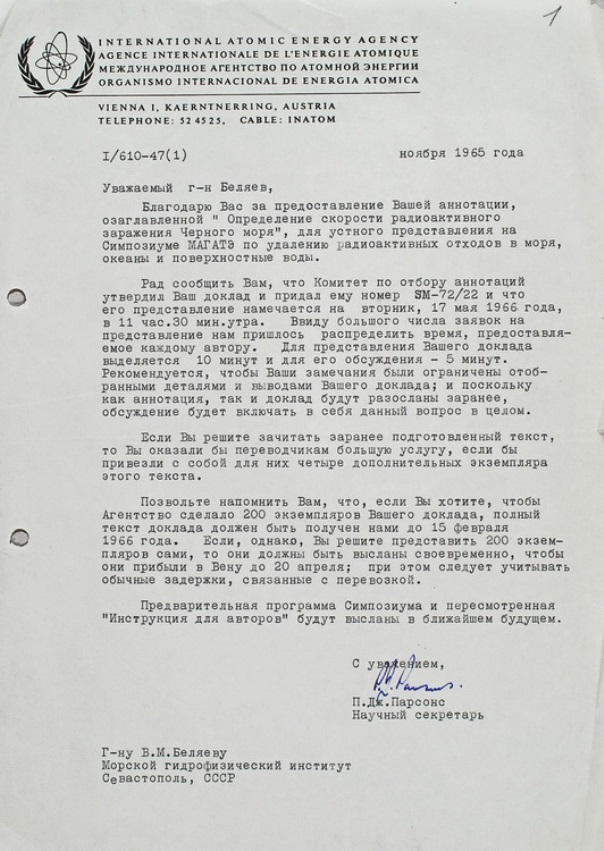 1
INTERNATIONAL ATOMIC ENERGY AGENCY
AGENCE INTERNATIONALE DE L'ENERGIE ATOMIQUE
МЕЖДУНАРОДНОЕ АГЕНТСТВО ПО АТОМНОЙ ЭНЕРГИИ
ORGANISMO INTERNACIONAL DE ENERGIA ATOMICA
VIENNA I, KAERNTNERRING, AUSTRIA
TELEPHONE: 52 45 25, CABLE: INATOM
I/610-47(1) ноября 1965 года
Уважаемый г-н Беляев,
Благодарю Вас за предоставление Вашей аннотации,
озаглавленной " Определение скорости радиоактивного
заражения Черного моря", для устного представления на
Симпозиуме МАГАТЭ по удалению радиоактивных отходов в моря,
океаны и поверхностные воды.
Рад сообщить Вам, что Комитет по отбору аннотаций
утвердил Ваш доклад и придал ему номер SM-72/22 и что
его представление намечается на вторник, 17 мая 1966 года,
в 11 час.30 мин.утра. Ввиду большого числа заявок на
представление нам пришлось распределить время, предоставля-
емое каждому автору. Для представления Вашего доклада
выделяется 10 минут и для его обсуждения - 5 минут.
Рекомендуется, чтобы Ваши замечания были ограничены отоб-
ранными деталями и выводами Вашего доклада; и поскольку
как аннотация, так и доклад будут разосланы заранее,
обсуждение будет включать в себя данный вопрос в целом.
Если Вы решите зачитать заранее подготовленный текст,
то Вы оказали бы переводчикам большую услугу, если бы
привезли с собой для них четыре дополнительных экземпляра
этого текста.
Позвольте напомнить Вам, что, если Вы хотите, чтобы
Агентство сделало 200 экземпляров Вашего доклада, полный
текст доклада должен быть получен нами до 15 февраля
1966 года. Если, однако, Вы решите представить 200 экзем-
пляров сами, то они должны быть высланы своевременно, чтобы
они прибыли в Вену до 20 апреля; при этом следует учитывать
обычные задержки, связанные с перевозкой.
Предварительная программа Симпозиума и пересмотренная
"Инструкция для авторов" будут высланы в ближайшем будущем.
С уважением,
П.Дж.Парсонс
Научный секретарь
Г-ну В.М.Беляеву
Морской гидрофизический институт
Севастополь, СССР